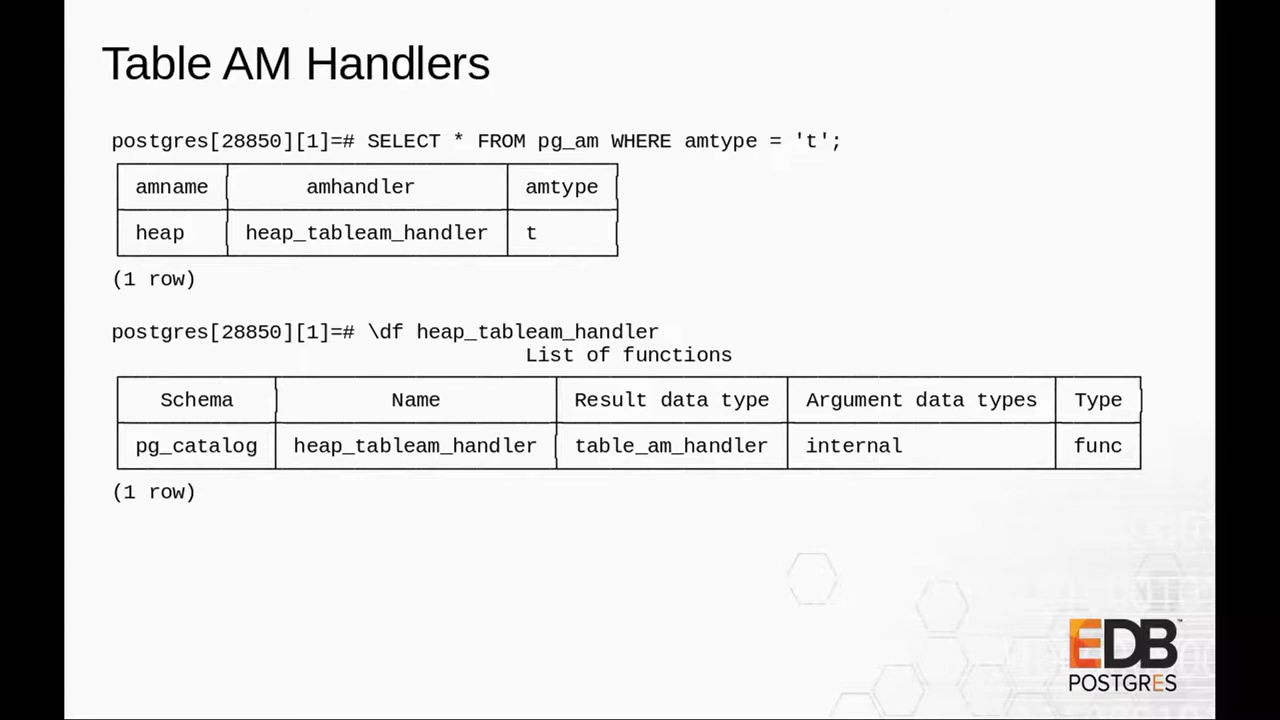 Table AM Handlers
postgres[28850][1]=# SELECT * FROM pg_am WHERE amtype = 't';
amname amhandler amtype
heap heap_tableam_handler t
(1 row)
postgres[28850][1]=# \df heap_tableam_handler
List of functions
Schema Name Result data type Argument data types Type
pg_catalog heap_tableam_handler table_am_handler internal func
(1 row)
EDB™
POSTGRES